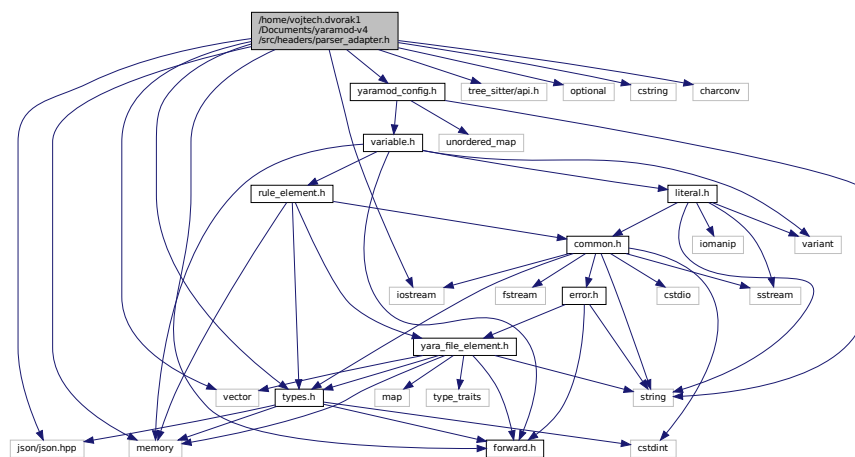 /home/vojtech.dvorak1
/Documents/yaramod-v4
/src/headers/parser_adapter.h
yaramod_config.h
tree_sitter/api.h
optional
cstring
charconv
variable.h
unordered_map
rule_element.h
literal.h
common.h
iomanip
variant
iostream
fstream
error.h
cstdio
sstream
yara_file_element.h
vector
types.h
map
type_traits
string
json/json.hpp
memory
forward.h
cstdint